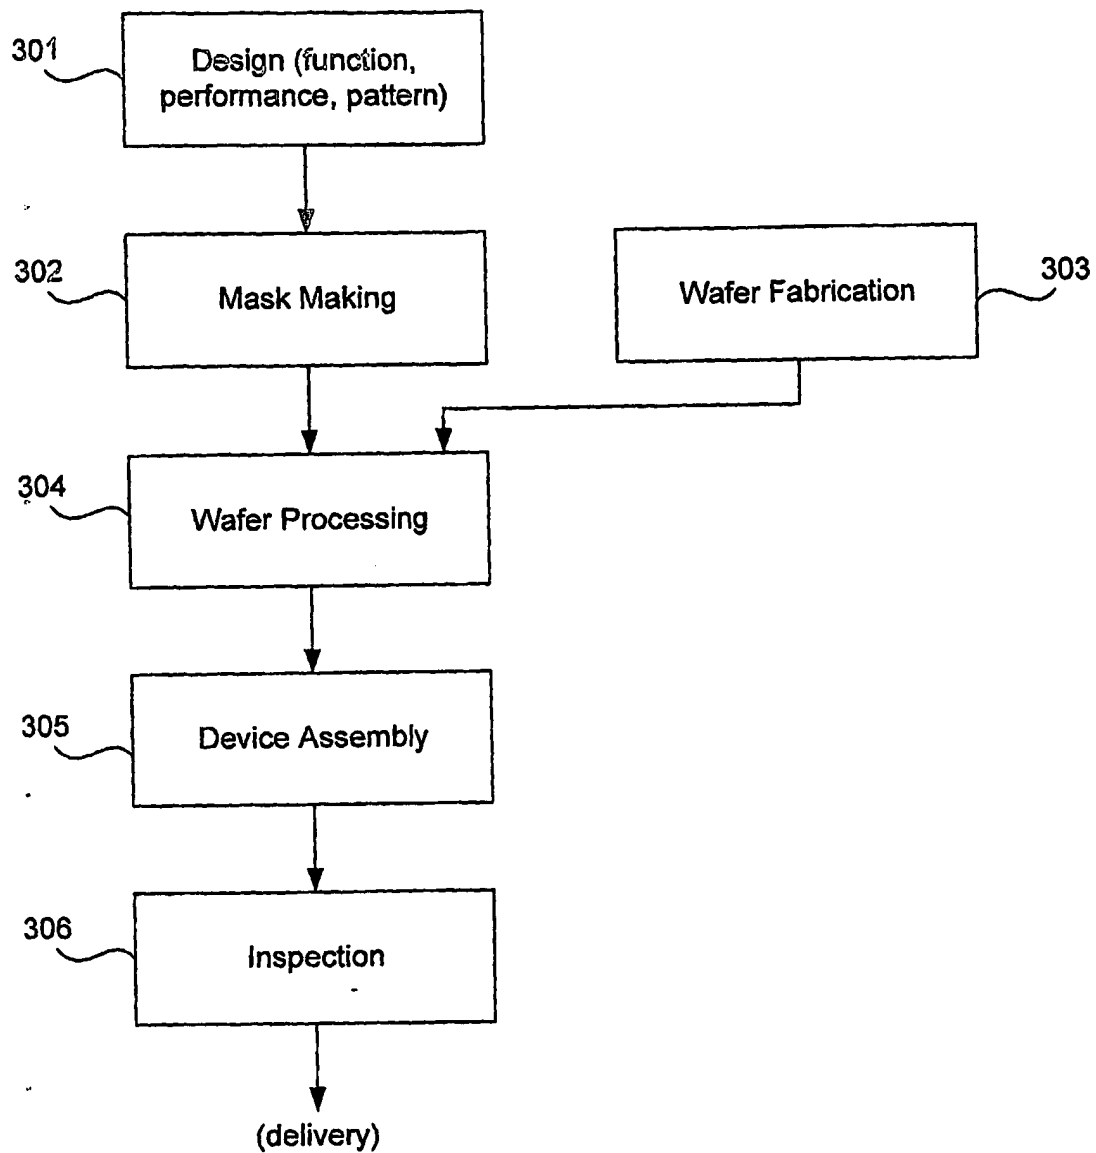 301
Design (function,
performance, pattern)
302
Mask Making
Wafer Fabrication
303
304
Wafer Processing
305
Device Assembly
306
Inspection
(delivery)